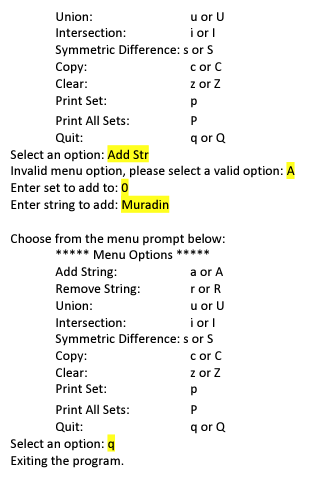 Union: u or U
Intersection: i or I
Symmetric Difference: s or S
Copy: c or C
Clear: z or Z
Print Set: p
Print All Sets: P
Quit: q or Q
Select an option: Add Str
Invalid menu option, please select a valid option: A
Enter set to add to: 0
Enter string to add: Muradin
Choose from the menu prompt below:
***** Menu Options *****
Add String: a or A
Remove String: r or R
Union: u or U
Intersection: i or I
Symmetric Difference: s or S
Copy: c or C
Clear: z or Z
Print Set: p
Print All Sets: P
Quit: q or Q
Select an option: q
Exiting the program.